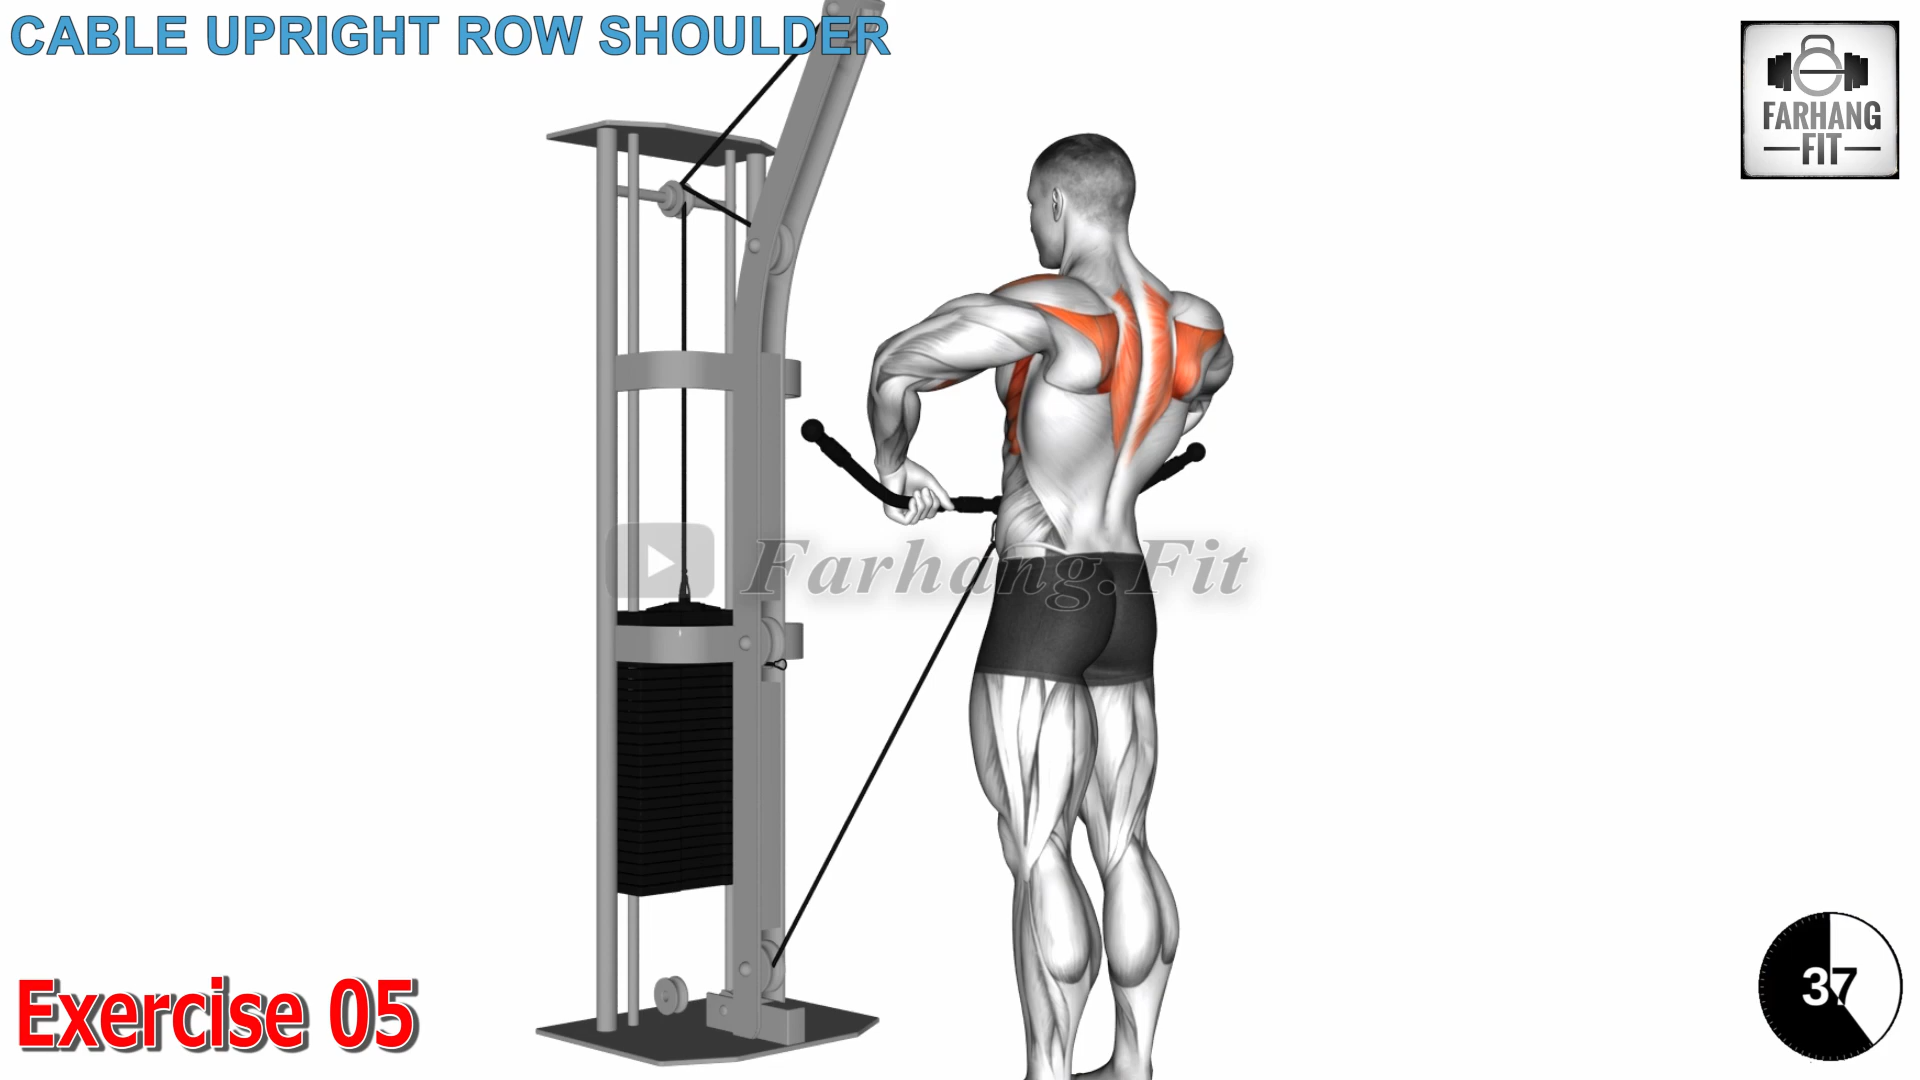 CABLE UPRIGHT ROW SHOULDER
FARHANG
FIT
Farhang.Fit
Exercise 05
37